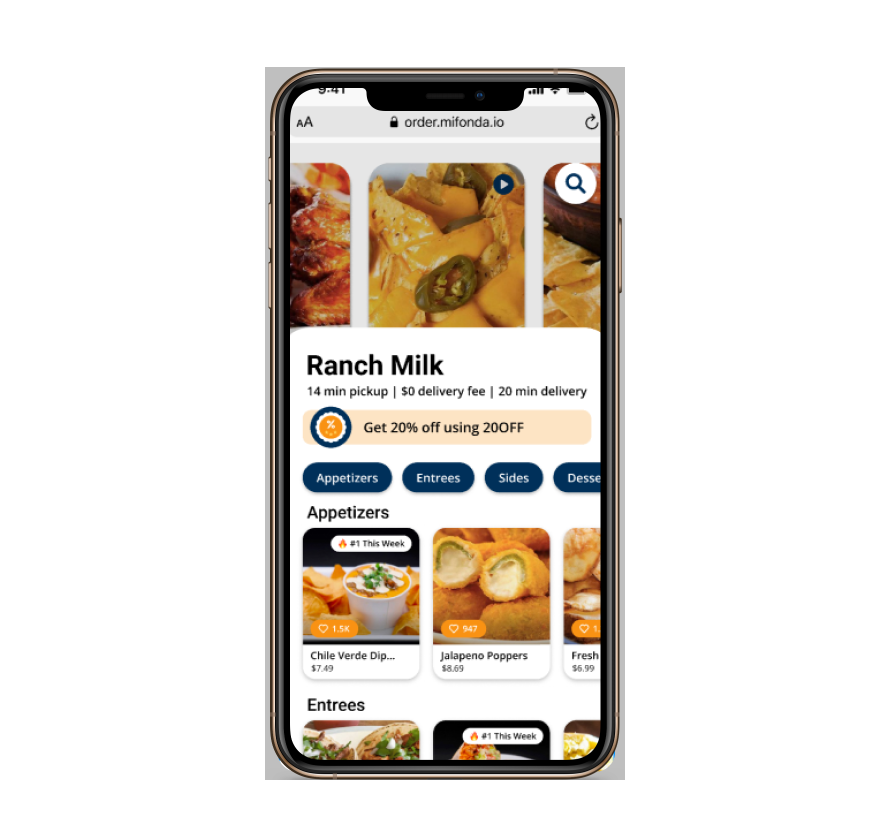 9:41
AA order.mifonda.io
Ranch Milk
14 min pickup | $0 delivery fee | 20 min delivery
% Get 20% off using 20OFF
Appetizers Entrees Sides Desse
Appetizers
#1 This Week
1.5K 947 1.
Chile Verde Dip... Jalapeno Poppers Fresh
$7.49 $8.69 $6.99
Entrees
#1 This Week